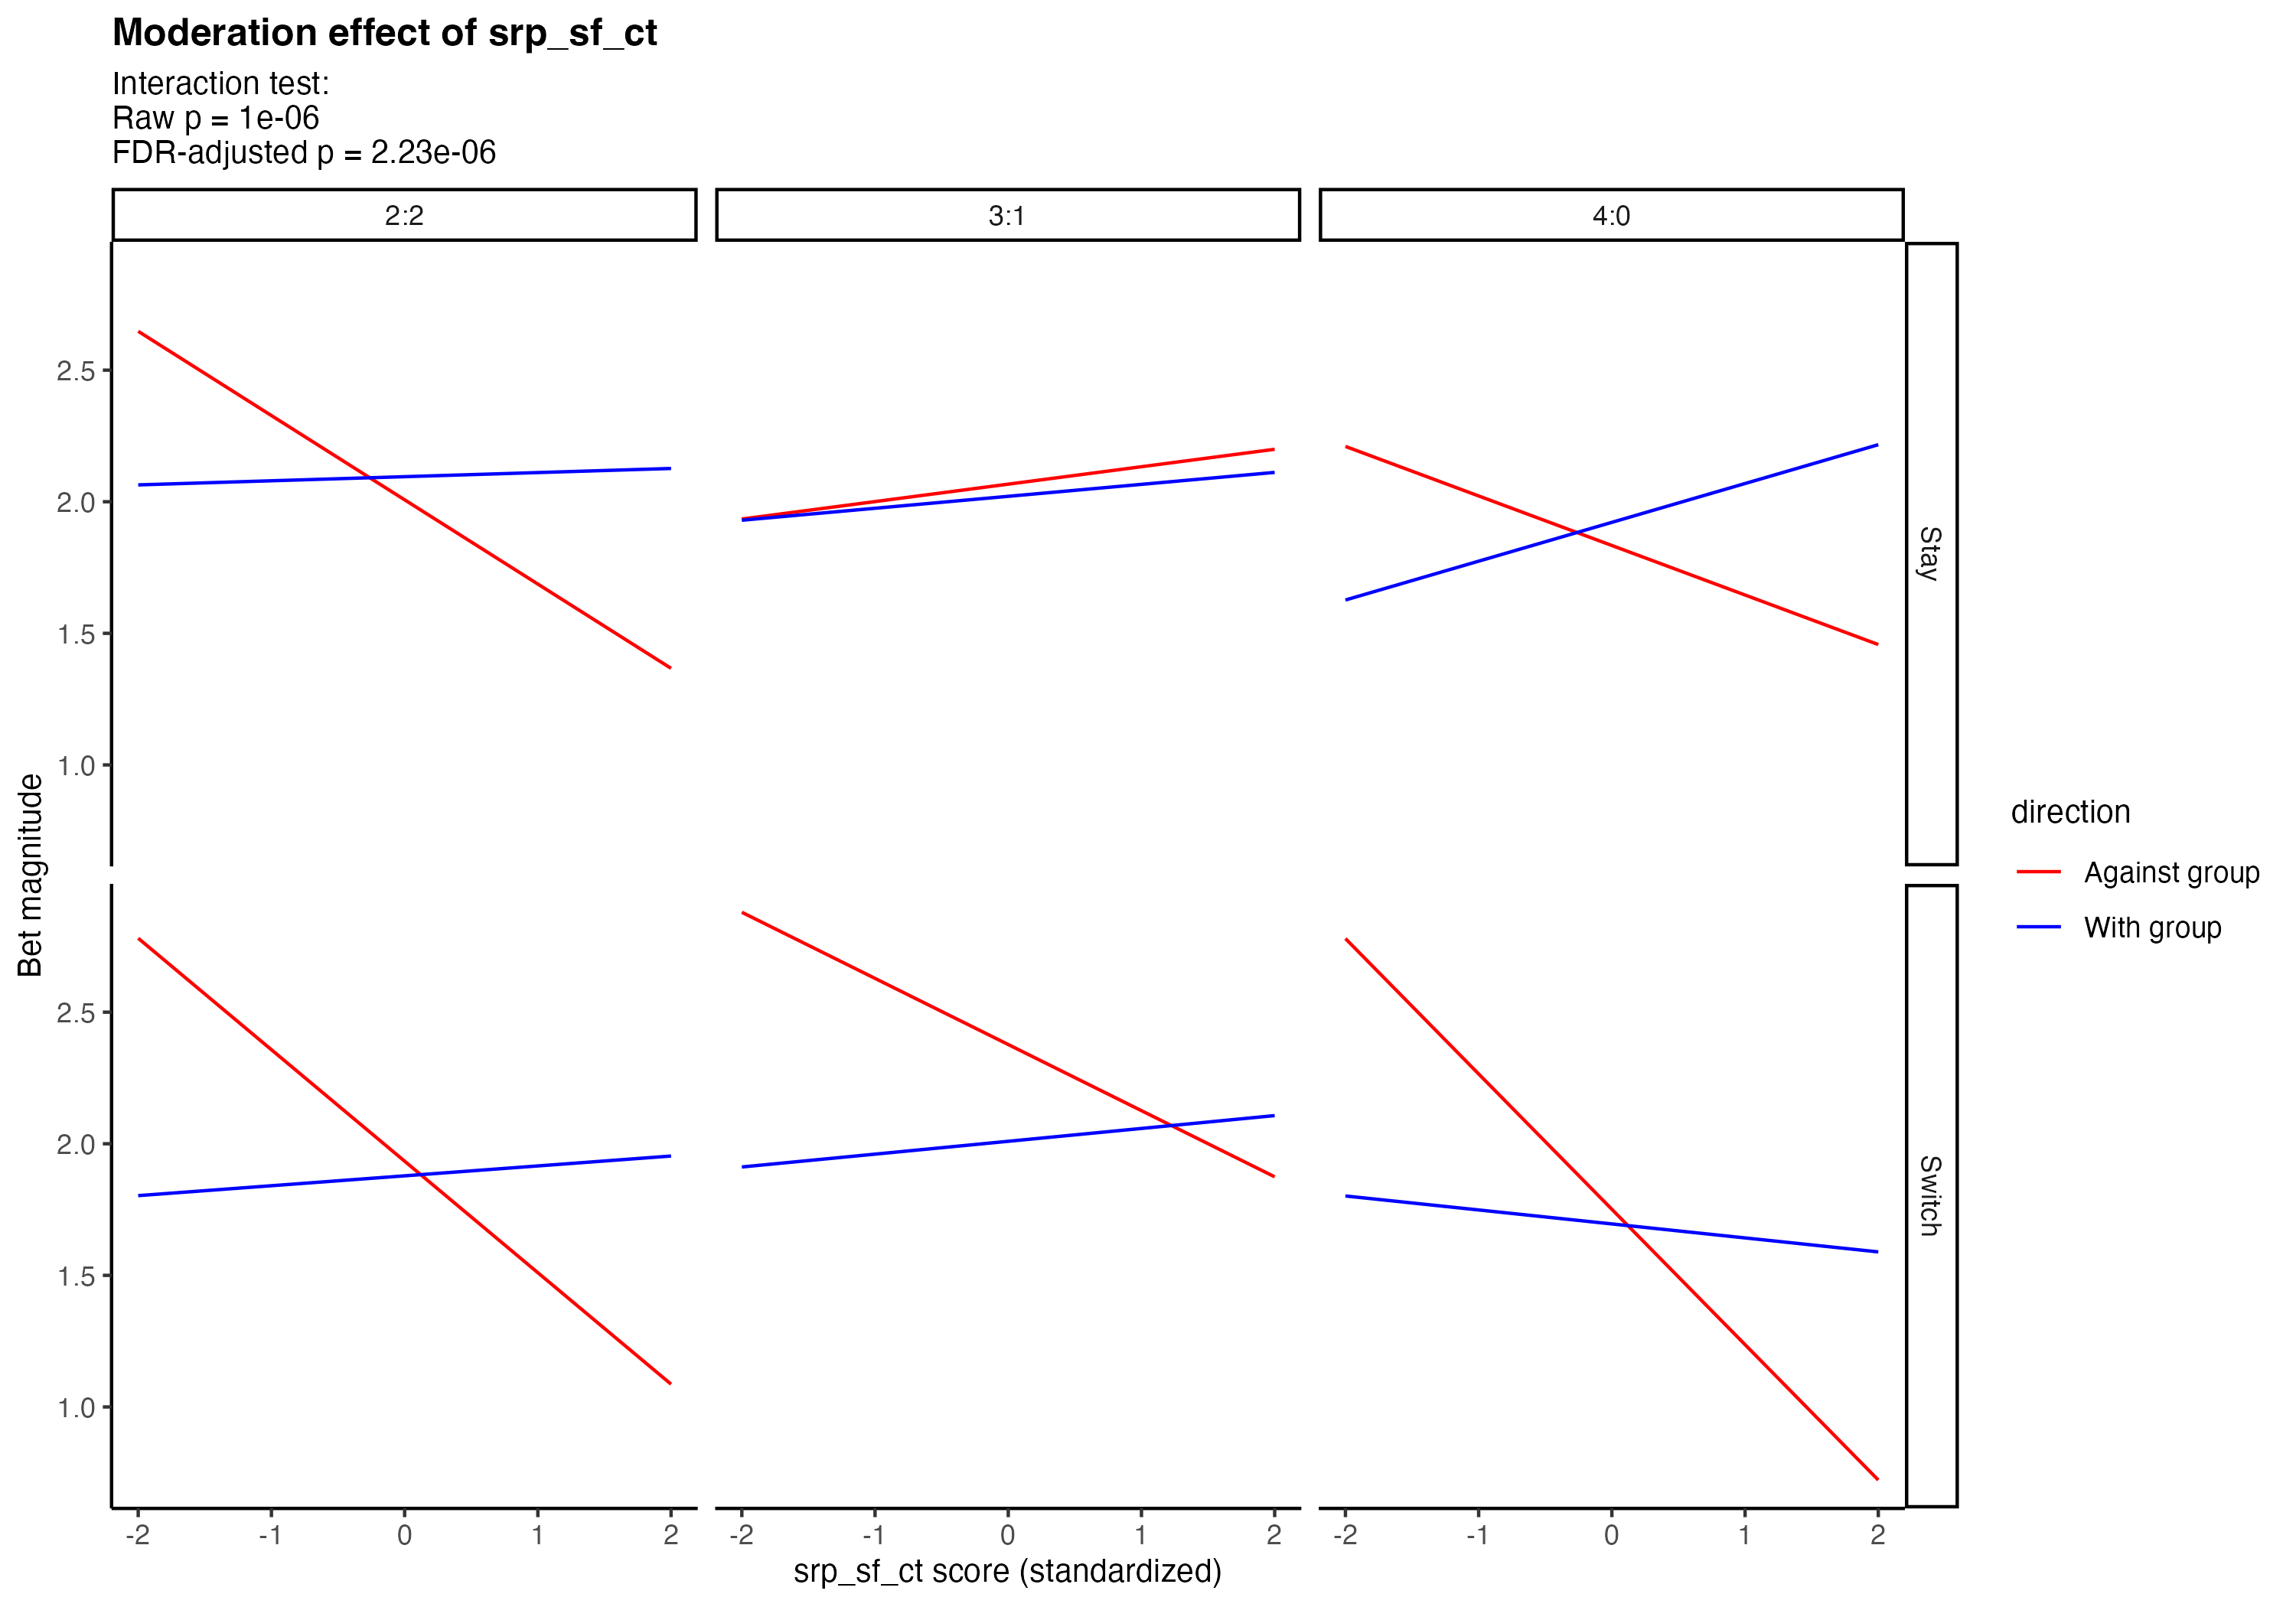 Moderation effect of srp_sf_ct
Interaction test:
Raw p = 1e-06
FDR-adjusted p = 2.23e-06
2:2
3:1
4:0
2.5
2.0
1.5
1.0
Stay
2.5
2.0
1.5
1.0
Switch
Bet magnitude
-2 -1 0 1 2
-2 -1 0 1 2
-2 -1 0 1 2
srp_sf_ct score (standardized)
direction
Against group
With group